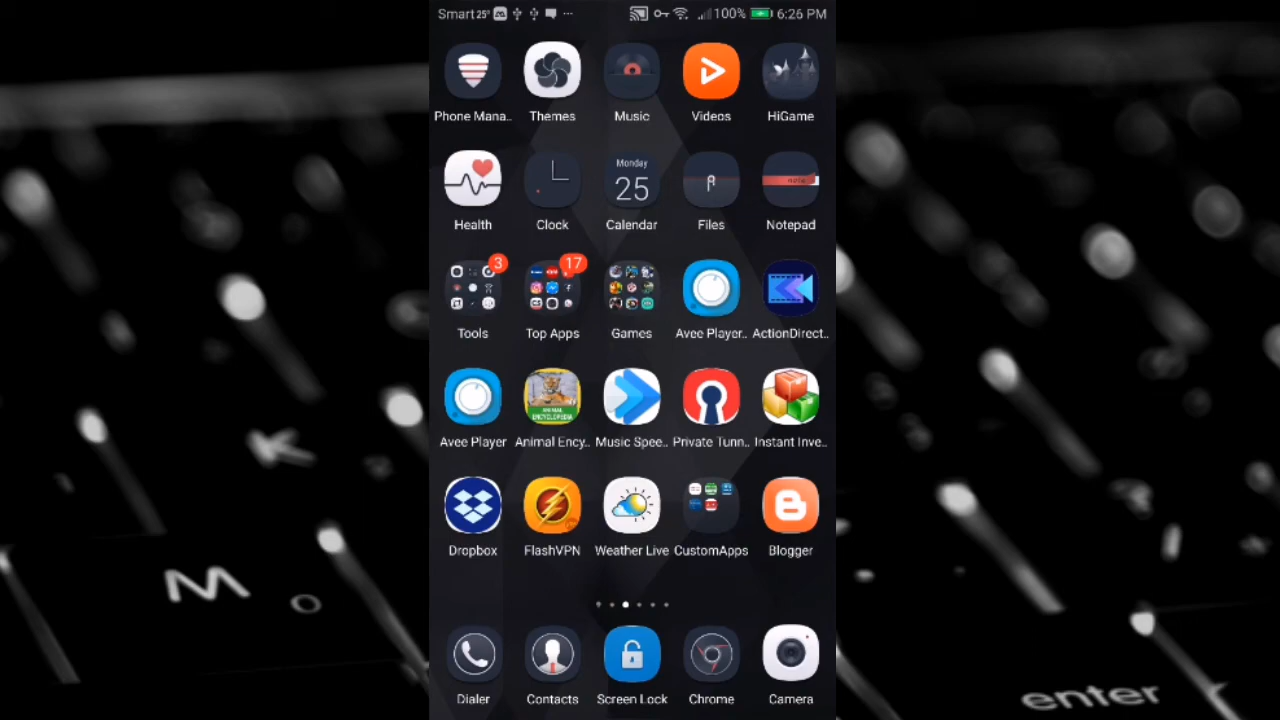 Smart 25° 100% 6:26 PM
Phone Mana.. Themes Music Videos HiGame
Monday
25
Health Clock Calendar Files Notepad
3 17
Tools Top Apps Games Avee Player.. ActionDirect..
ANIMAL
ENCYCLOPEDIA
Avee Player Animal Ency.. Music Spee.. Private Tunn.. Instant Inve..
Dropbox FlashVPN Weather Live CustomApps Blogger
M
Dialer Contacts Screen Lock Chrome Camera
enter